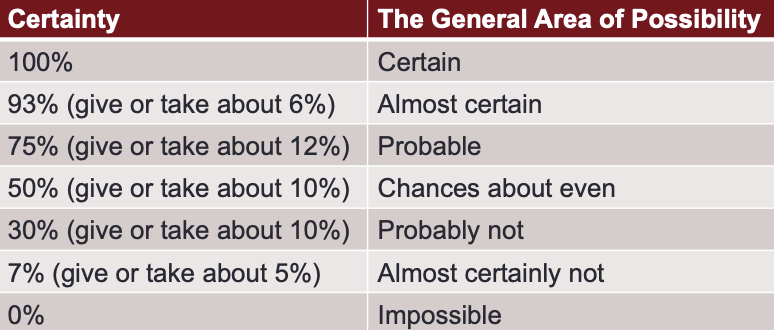 Certainty The General Area of Possibility
100% Certain
93% (give or take about 6%) Almost certain
75% (give or take about 12%) Probable
50% (give or take about 10%) Chances about even
30% (give or take about 10%) Probably not
7% (give or take about 5%) Almost certainly not
0% Impossible